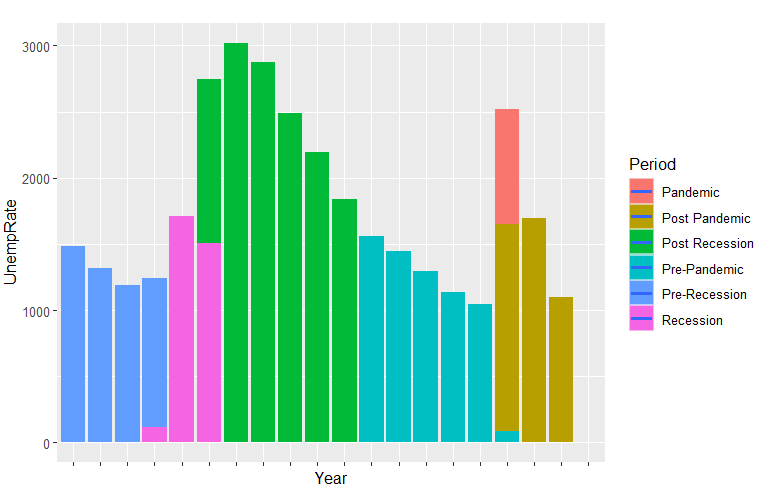 3000
2000
1000
0
UnempRate
Year
Period
Pandemic
Post Pandemic
Post Recession
Pre-Pandemic
Pre-Recession
Recession